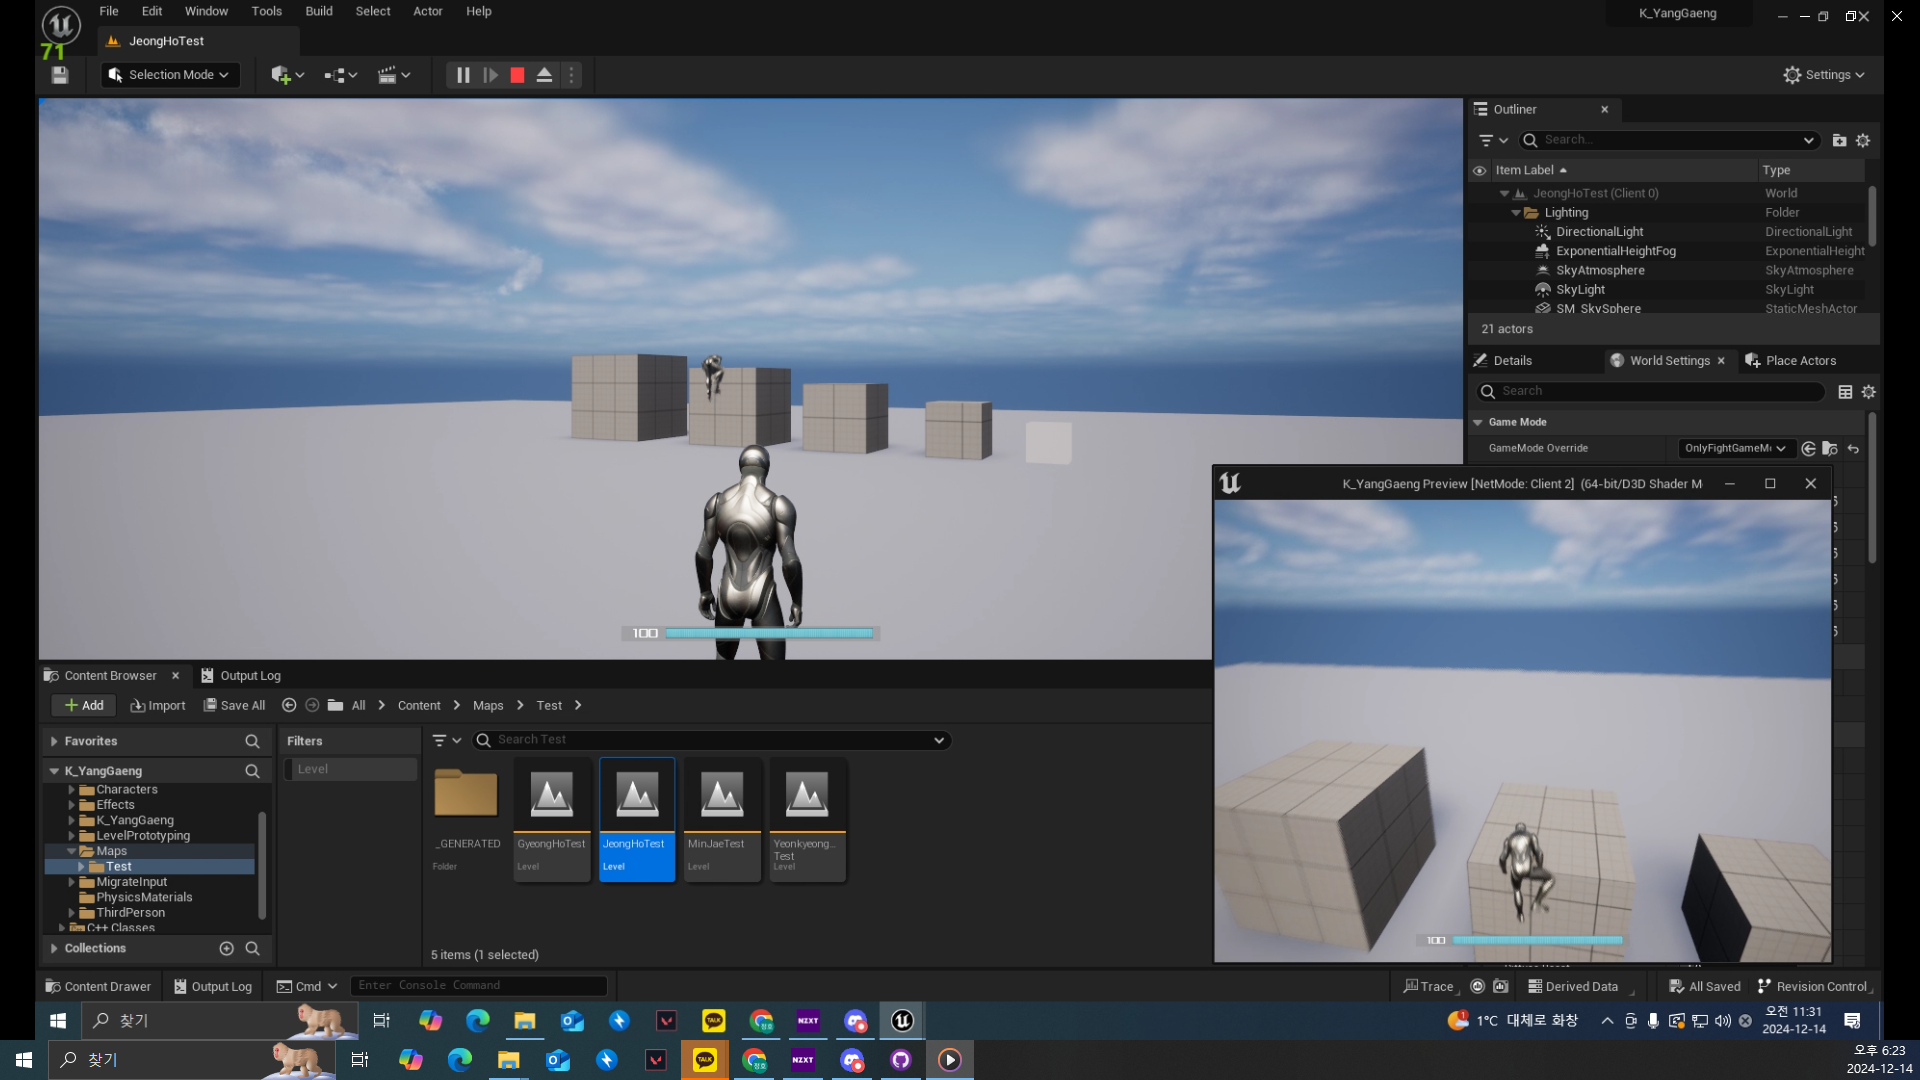 File Edit Window Tools Build Select Actor Help
K_YangGaeng
71
JeongHoTest
Selection Mode
Settings
Outliner
Search...
Item Label Type
JeongHoTest (Client 0) World
Lighting Folder
DirectionalLight DirectionalLight
ExponentialHeightFog ExponentialHeight
SkyAtmosphere SkyAtmosphere
SkyLight SkyLight
SM_SkySphere StaticMeshActor
21 actors
Details World Settings Place Actors
Search
Game Mode
GameMode Override OnlyFightGameM
K_YangGaeng Preview [NetMode: Client 2] (64-bit/D3D Shader M
100
100
Content Browser Output Log
Add Import Save All All Content Maps Test
Favorites
Filters
Search Test
K_YangGaeng
Level
Characters
Effects
K_YangGaeng
LevelPrototyping
Maps
Test
MigrateInput
PhysicsMaterials
ThirdPerson
C++ Classes
Collections
_GENERATED
Folder
GyeongHoTest
Level
JeongHoTest
Level
MinJaeTest
Level
Yeonkyeong...
Test
Level
5 items (1 selected)
Content Drawer Output Log Cmd Enter Console Command
Trace Derived Data All Saved Revision Control
찾기
TALK
NZXT
1
1°C 대체로 화창
오전 11:31
2024-12-14
찾기
TALK
NZXT
오후 6:23
2024-12-14